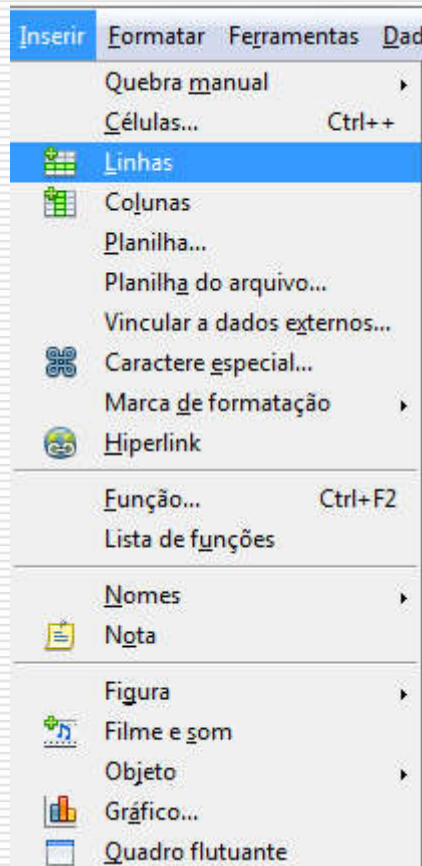 Inserir Formatar Ferramentas Dad
Quebra manual
Células... Ctrl++
Linhas
Colunas
Planilha...
Planilha do arquivo...
Vincular a dados externos...
Caractere especial...
Marca de formatação
Hiperlink
Função... Ctrl+F2
Lista de funções
Nomes
Nota
Figura
Filme e som
Objeto
Gráfico...
Quadro flutuante